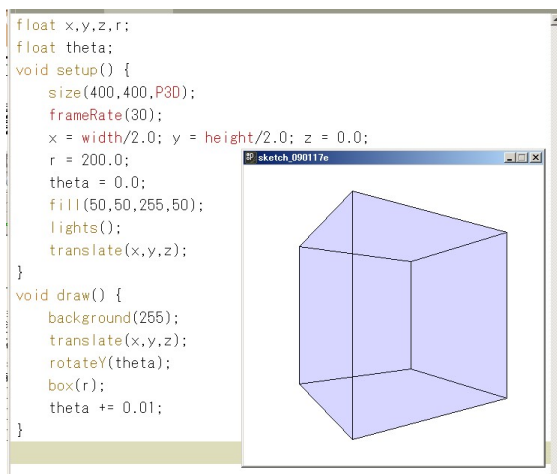 float x,y,z,r;
float theta;
void setup() {
    size(400,400,P3D);
    frameRate(30);
    x = width/2.0; y = height/2.0; z = 0.0;
    r = 200.0;
    theta = 0.0;
    fill(50,50,255,50);
    lights();
    translate(x,y,z);
}
void draw() {
    background(255);
    translate(x,y,z);
    rotateY(theta);
    box(r);
    theta += 0.01;
}
sketch_090117e